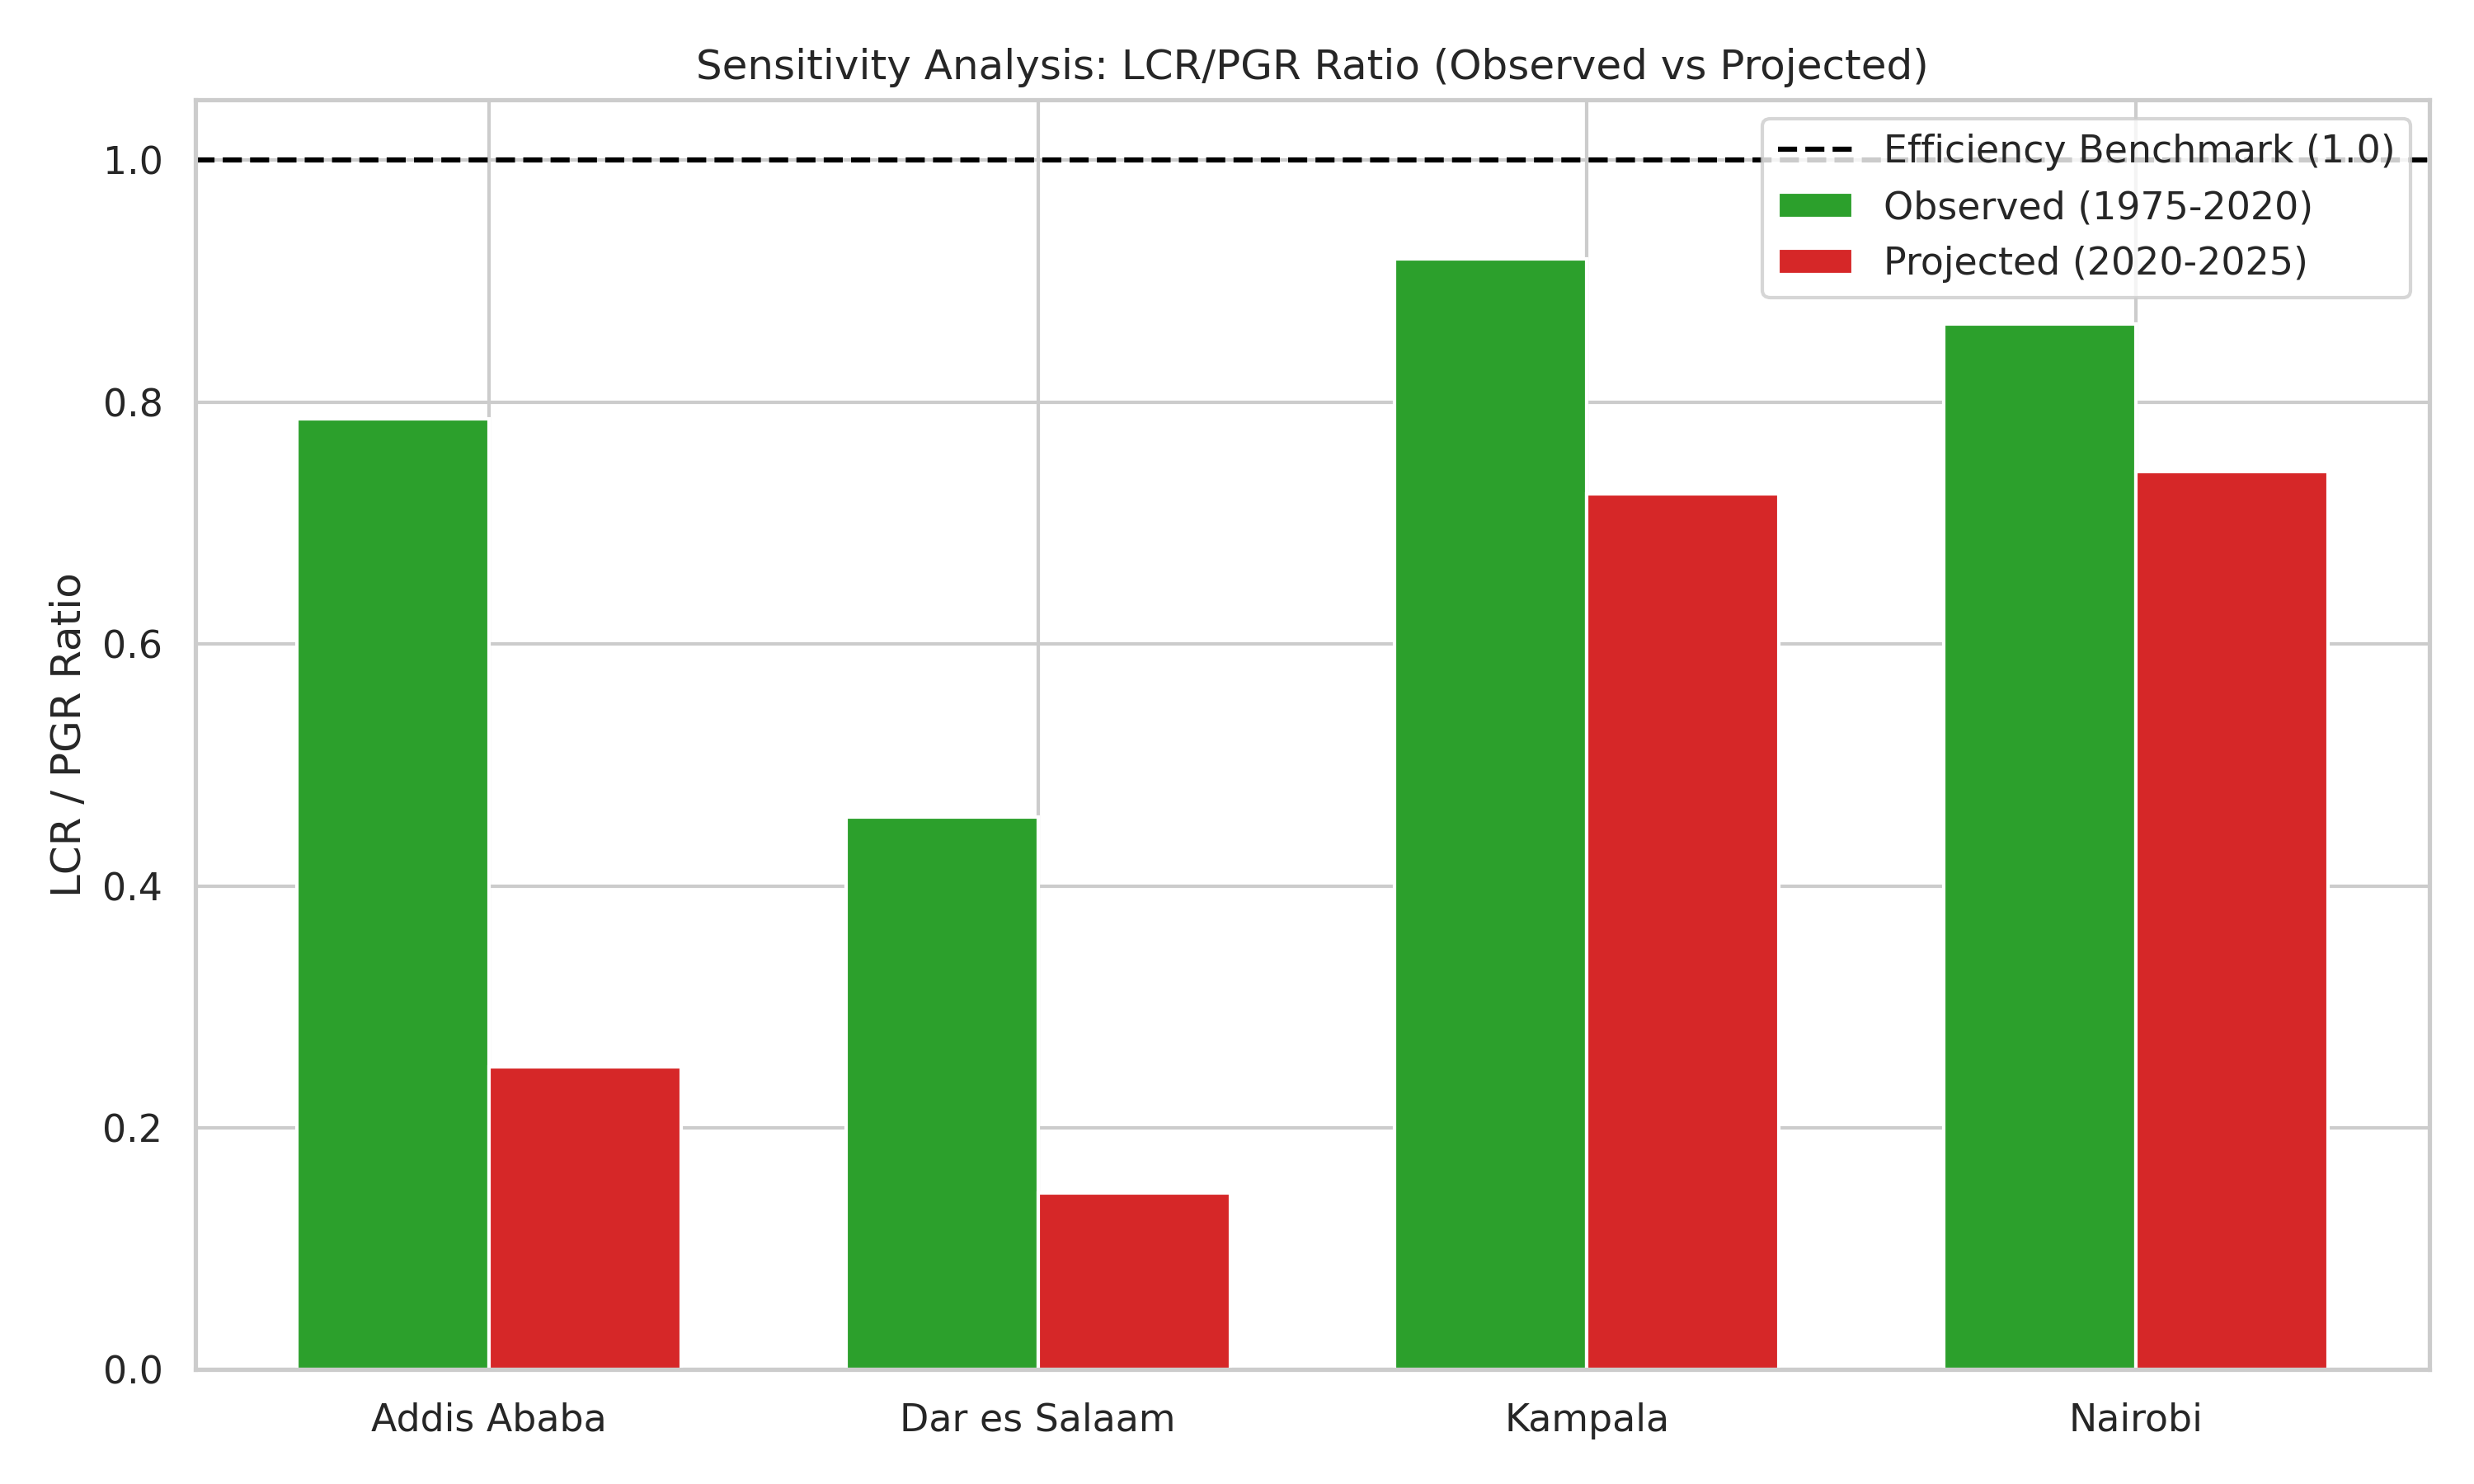 Sensitivity Analysis: LCR/PGR Ratio (Observed vs Projected)
Efficiency Benchmark (1.0)
Observed (1975-2020)
Projected (2020-2025)
LCR / PGR Ratio
1.0
0.8
0.6
0.4
0.2
0.0
Addis Ababa
Dar es Salaam
Kampala
Nairobi